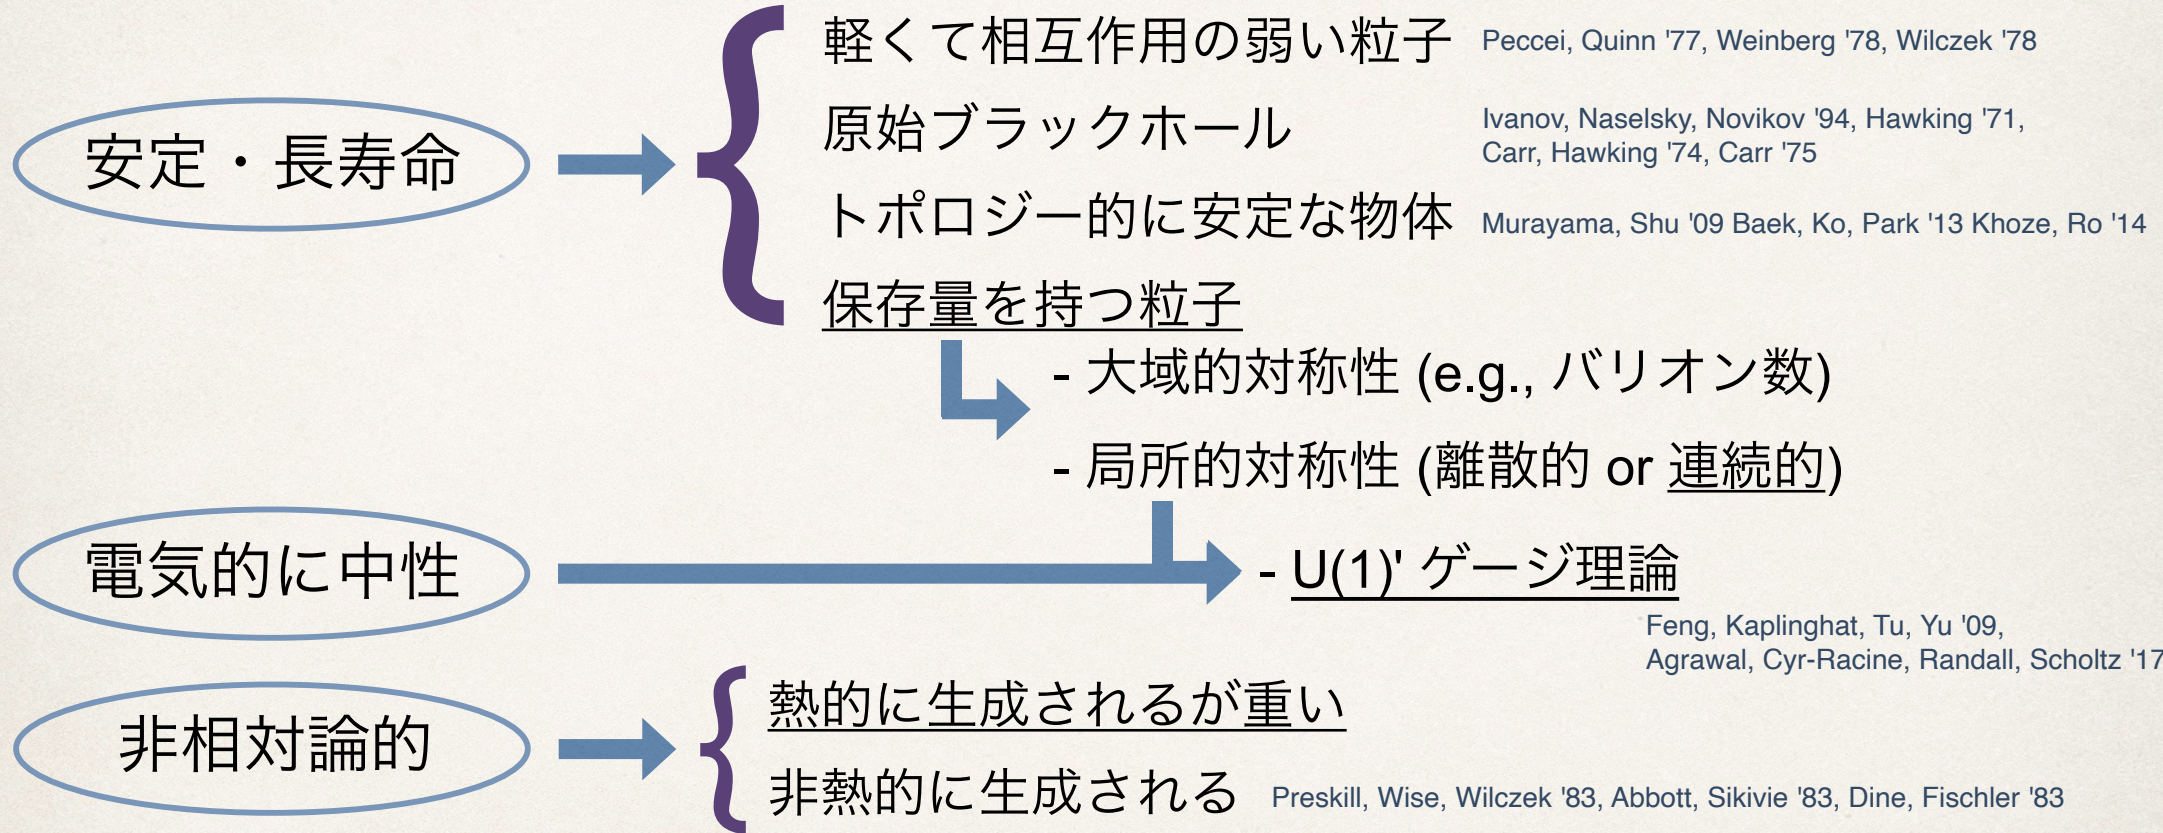 軽くて相互作用の弱い粒子 Peccei, Quinn '77, Weinberg '78, Wilczek '78
安定・長寿命
原始ブラックホール Ivanov, Naselsky, Novikov '94, Hawking '71,
Carr, Hawking '74, Carr '75
トポロジー的に安定な物体 Murayama, Shu '09 Baek, Ko, Park '13 Khoze, Ro '14
保存量を持つ粒子
- 大域的対称性 (e.g., バリオン数)
- 局所的対称性 (離散的 or 連続的)
電気的に中性
- U(1)' ゲージ理論
Feng, Kaplinghat, Tu, Yu '09,
Agrawal, Cyr-Racine, Randall, Scholtz '17
非相対論的
熱的に生成されるが重い
非熱的に生成される Preskill, Wise, Wilczek '83, Abbott, Sikivie '83, Dine, Fischler '83